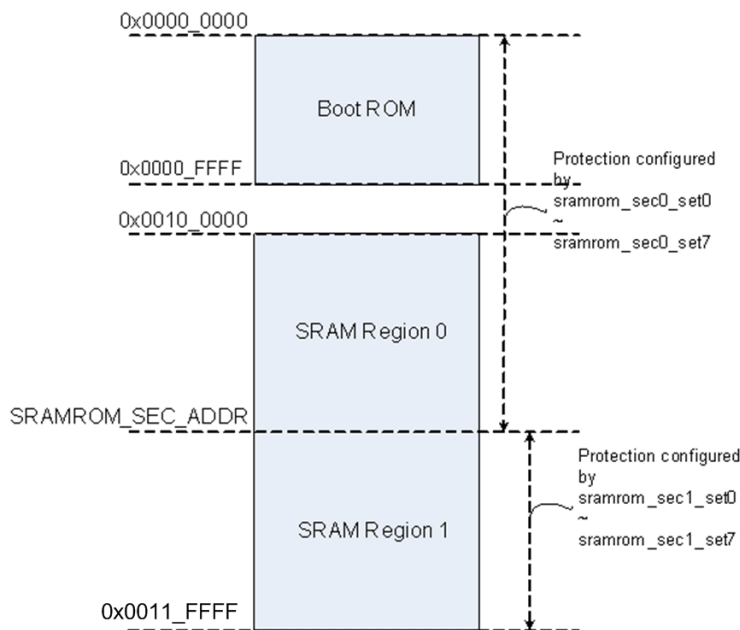 0x0000_0000
Boot ROM
0x0000_FFFF
Protection configured
by
sramrom_sec0_set0
~
sramrom_sec0_set7
0x0010_0000
SRAM Region 0
SRAMROM_SEC_ADDR
Protection configured
by
sramrom_sec1_set0
~
sramrom_sec1_set7
SRAM Region 1
0x0011_FFFF